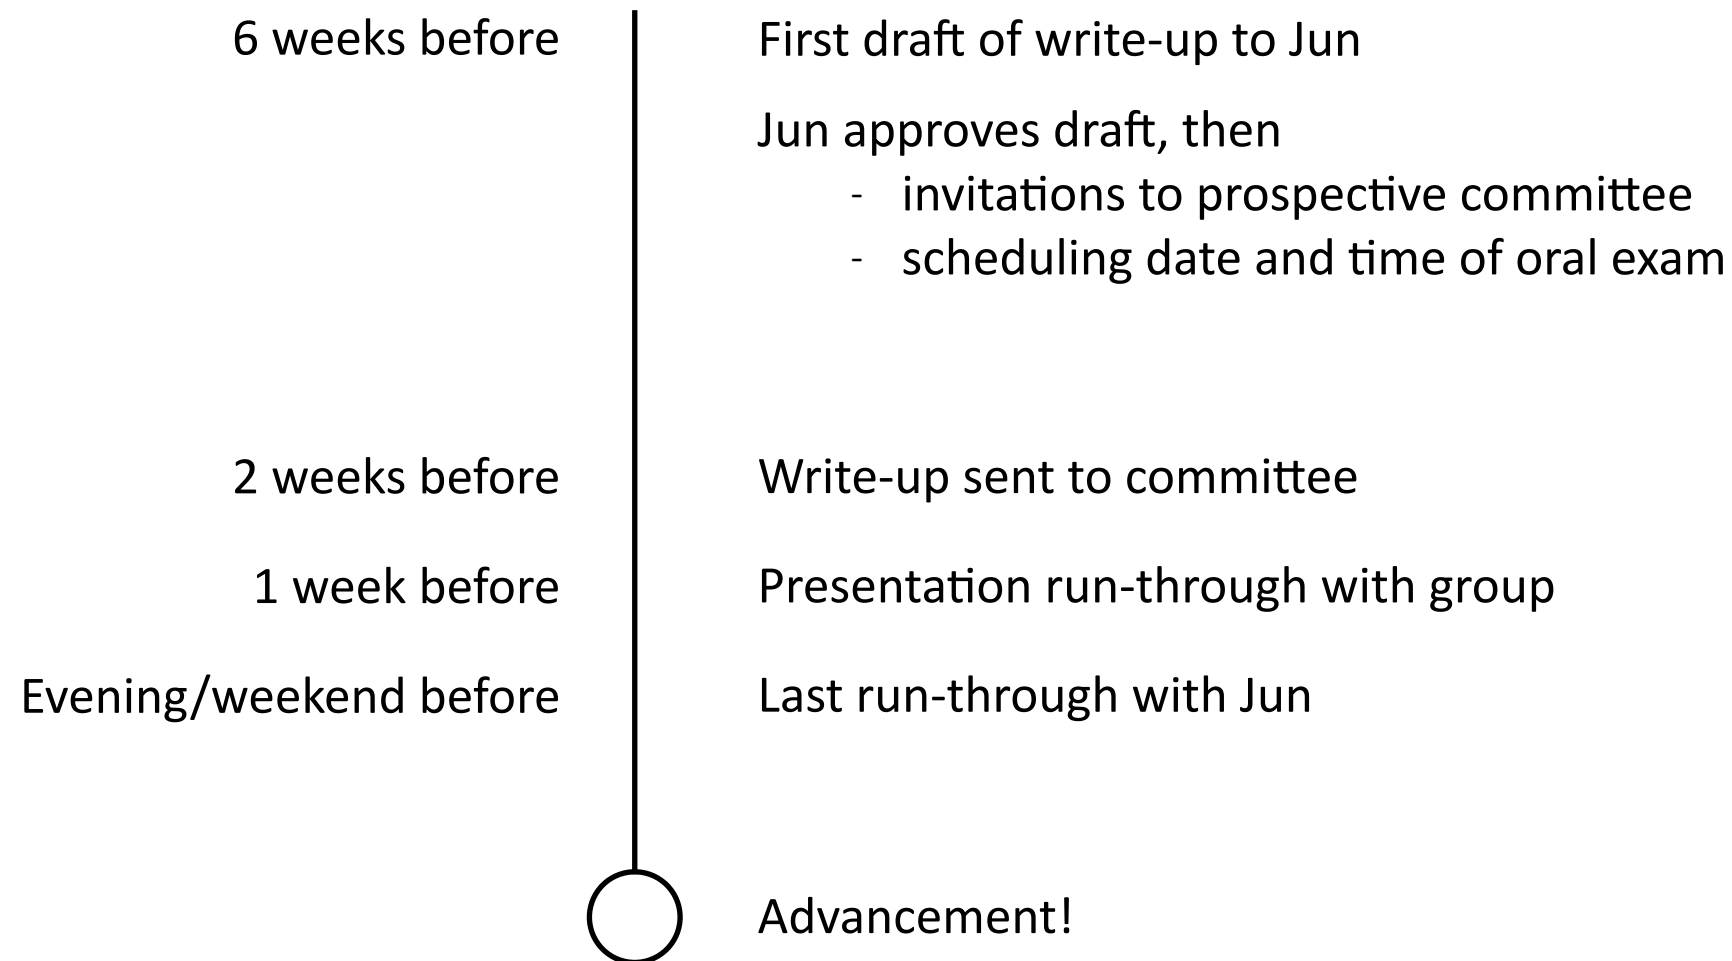 6 weeks before First draft of write-up to Jun
Jun approves draft, then
- invitations to prospective committee
- scheduling date and time of oral exam
2 weeks before Write-up sent to committee
1 week before Presentation run-through with group
Evening/weekend before Last run-through with Jun
Advancement!